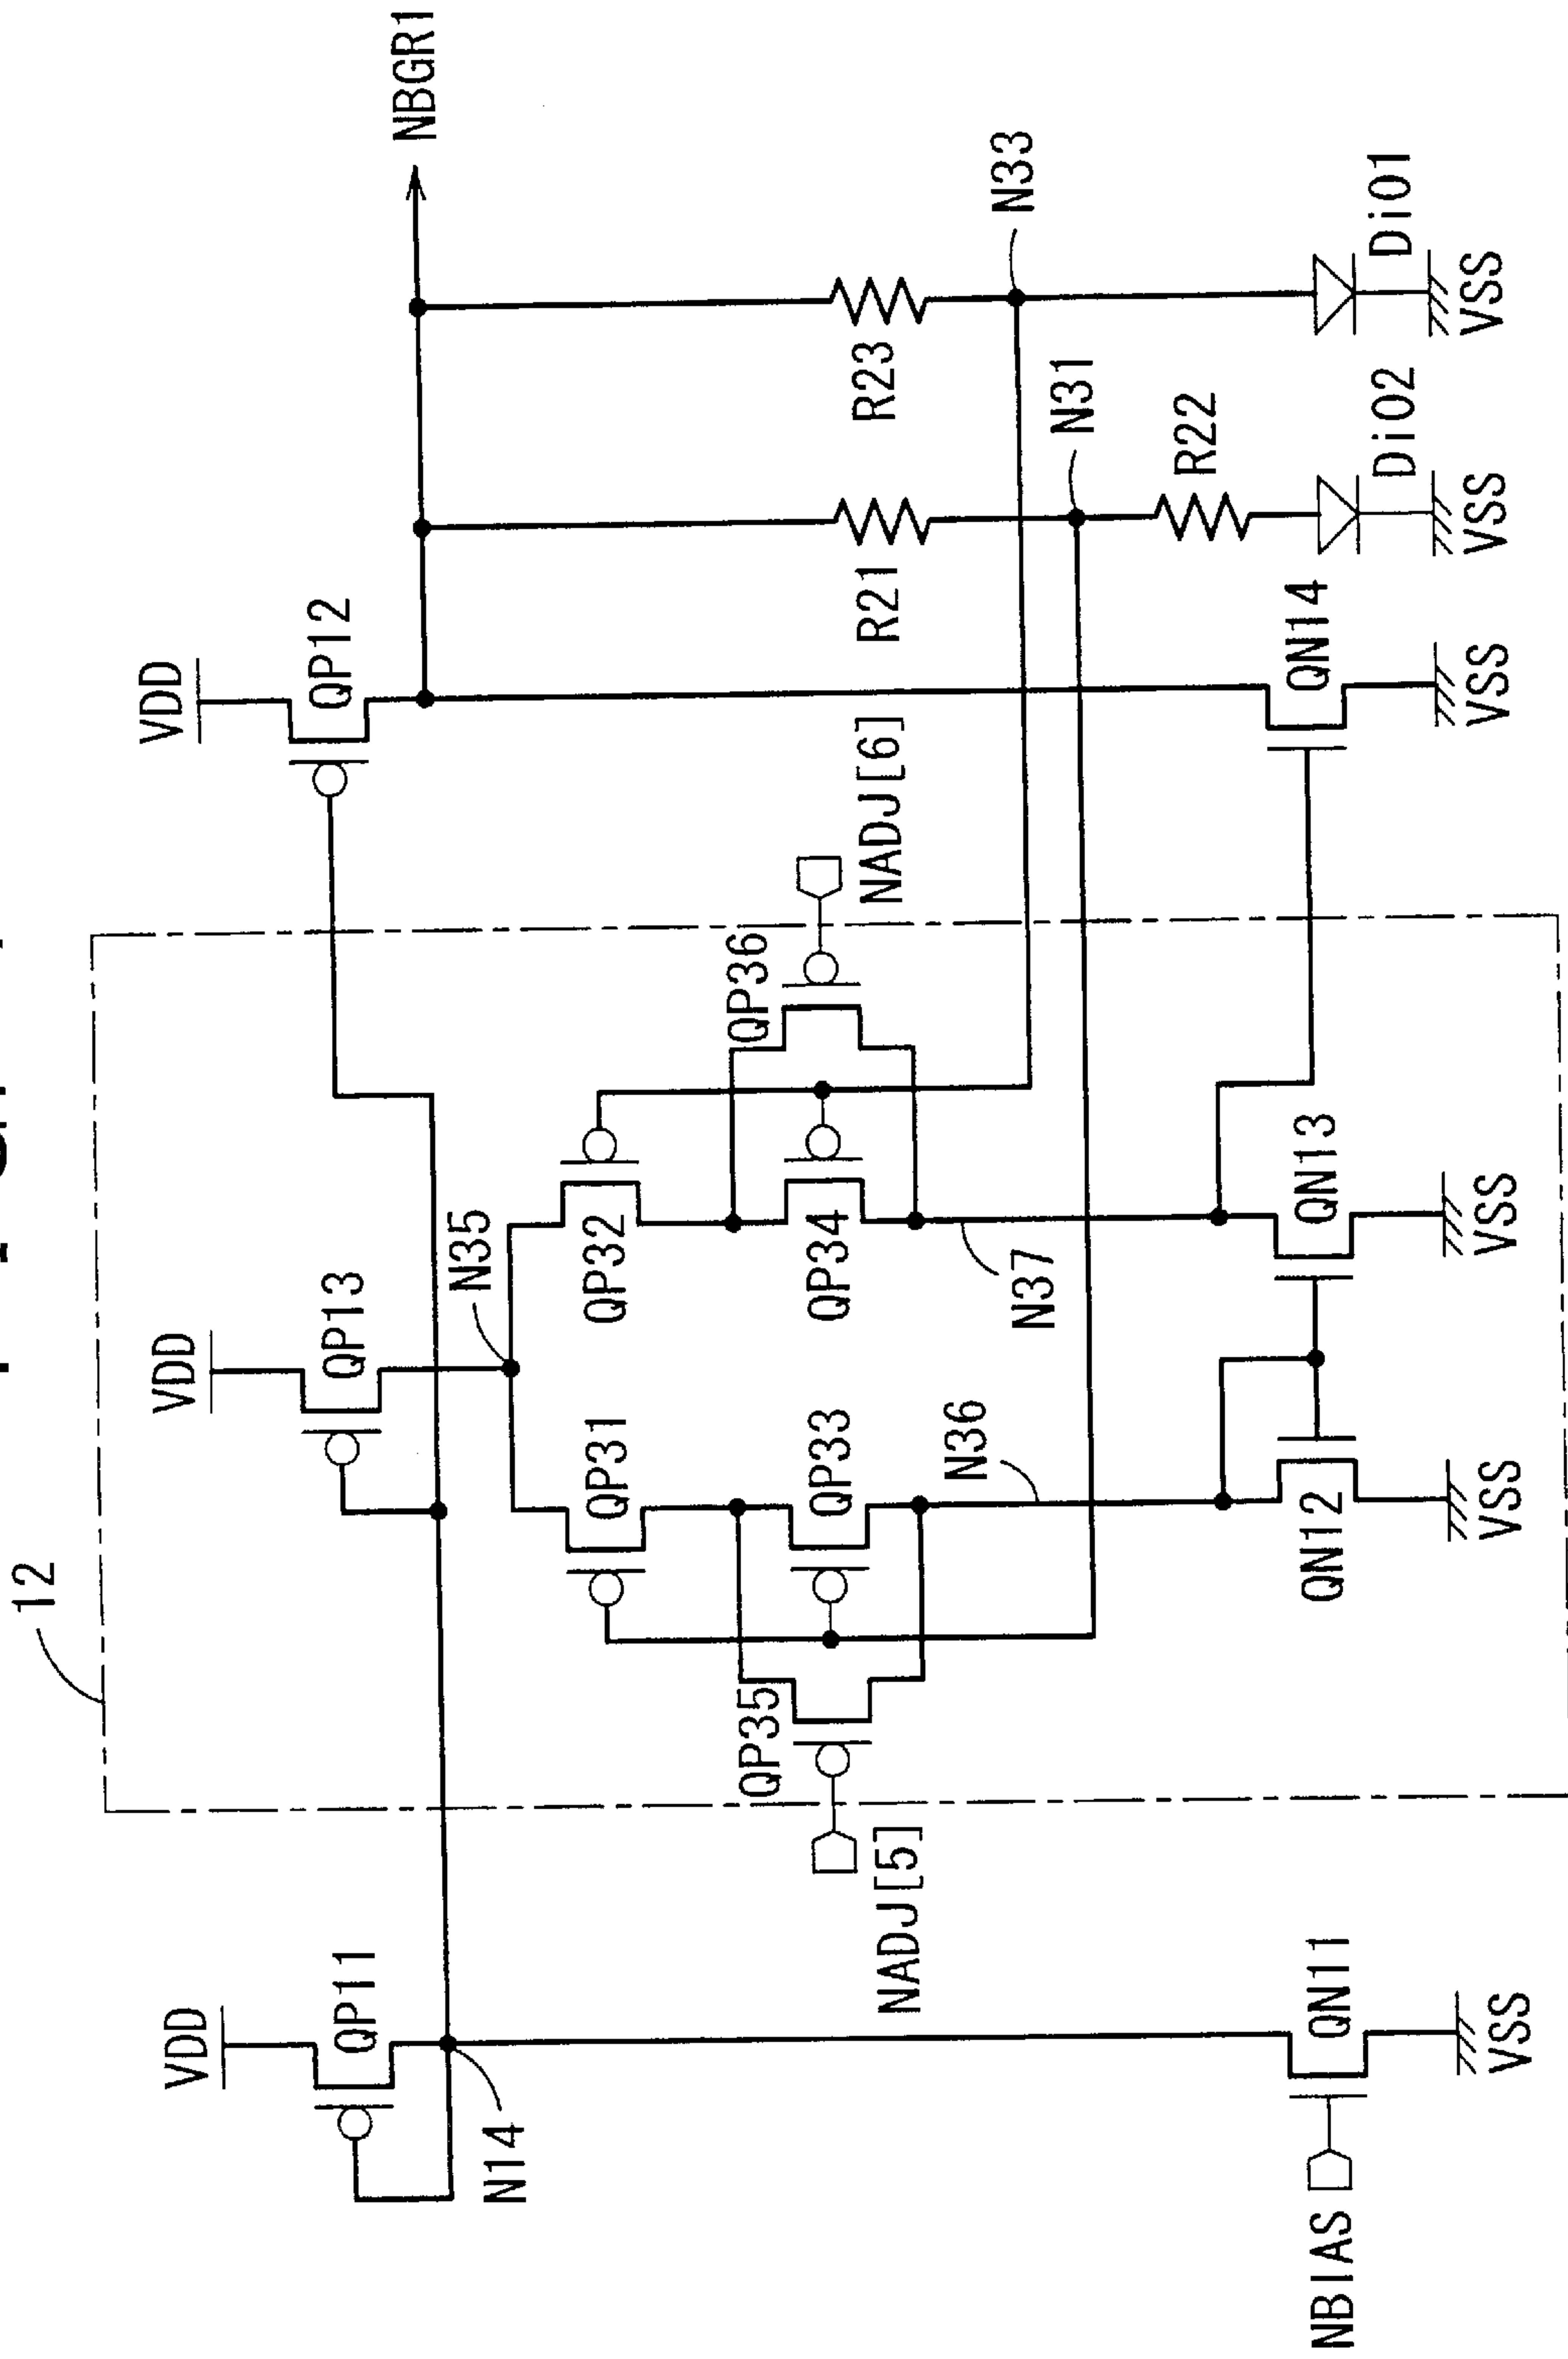 12
VDD
VDD
VDD
QP11
QP13
QP12
NBGR1
N14
N35
QP31
QP32
QP35
QP33
QP34
QP36
NADJ[5]
NADJ[6]
R21
R23
N36
N37
N31
N33
R22
NBIAS
QN11
QN12
QN13
QN14
DiO2
DiO1
VSS
VSS
VSS
VSS
VSS
VSS